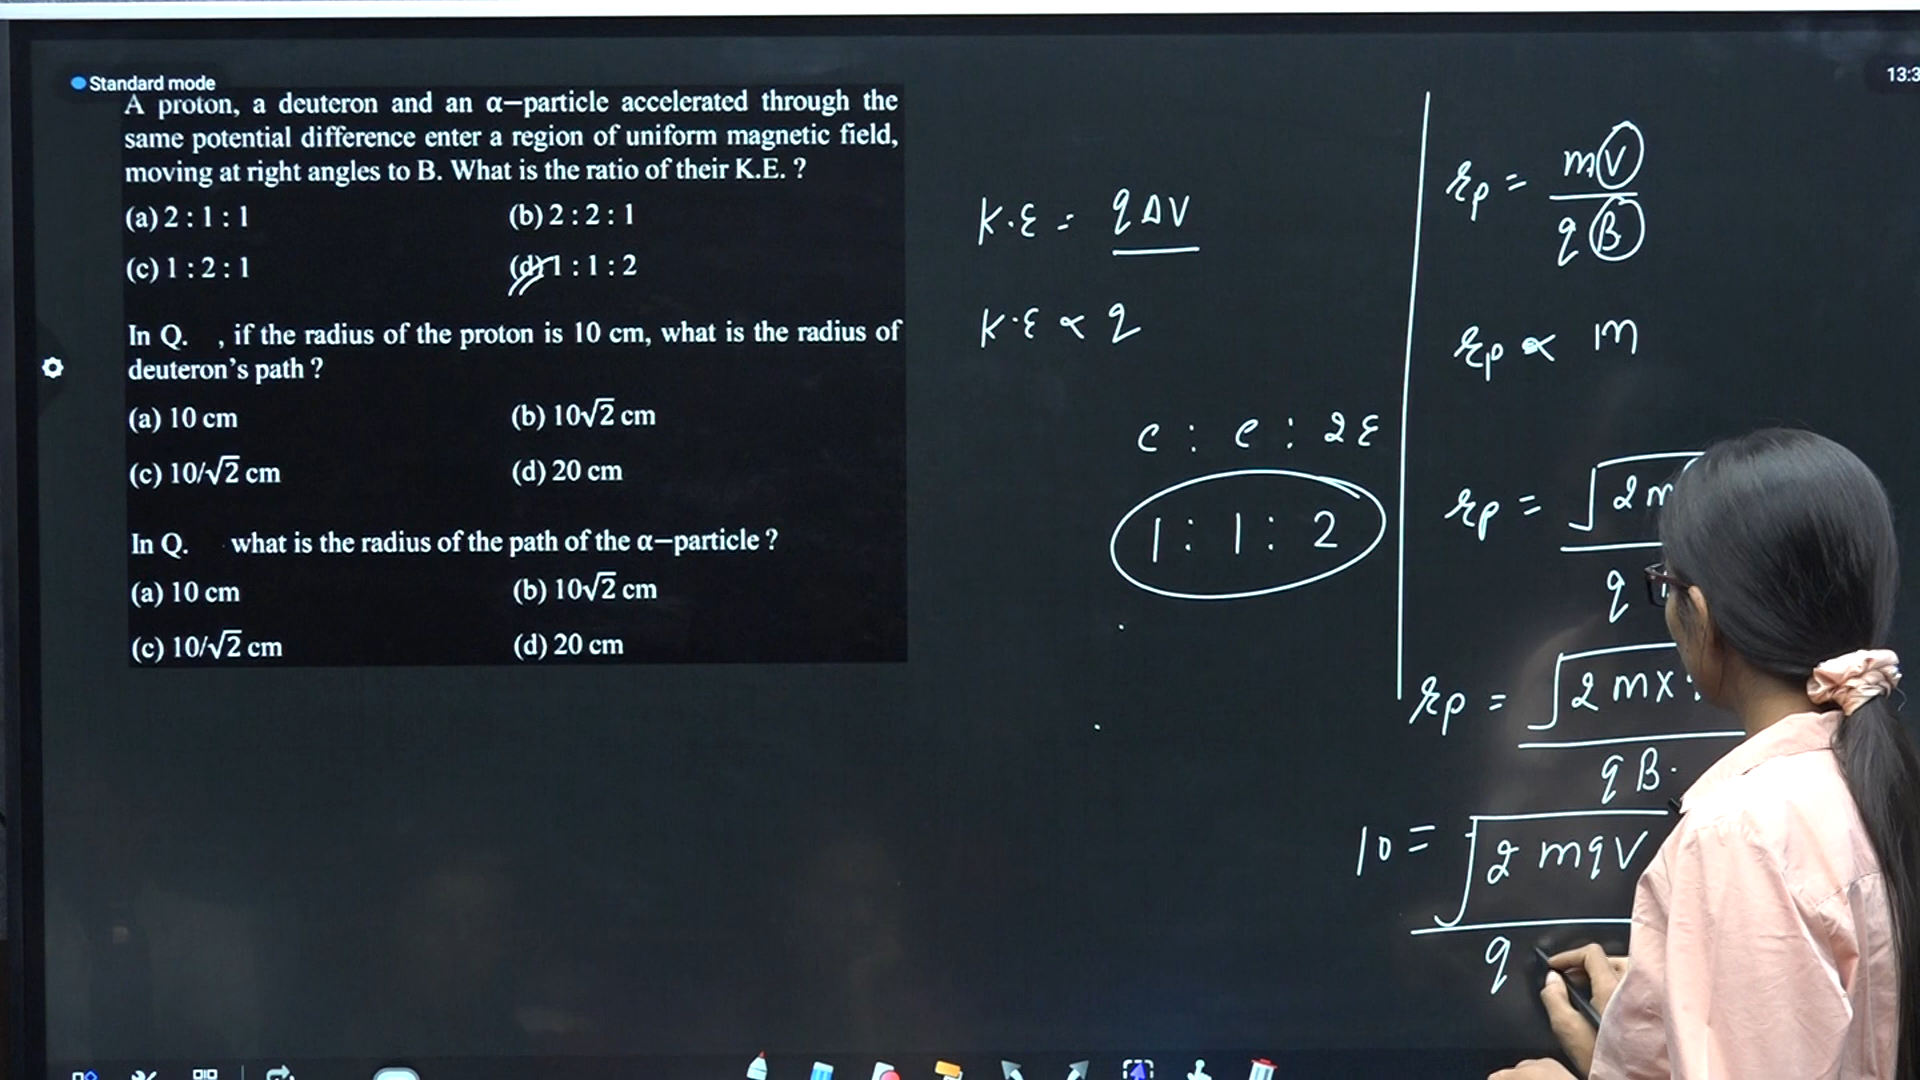 Standard mode
13:3
A proton, a deuteron and an α–particle accelerated through the
same potential difference enter a region of uniform magnetic field,
moving at right angles to B. What is the ratio of their K.E. ?
(a) 2 : 1 : 1
(b) 2 : 2 : 1
(c) 1 : 2 : 1
(d) 1 : 1 : 2
In Q. , if the radius of the proton is 10 cm, what is the radius of
deuteron's path ?
(a) 10 cm
(b) 10√2 cm
(c) 10/√2 cm
(d) 20 cm
In Q. what is the radius of the path of the α–particle ?
(a) 10 cm
(b) 10√2 cm
(c) 10/√2 cm
(d) 20 cm
K.E = qΔV
K.E ∝ q
e : e : 2e
1 : 1 : 2
rp = mV
qB
rp ∝ m
rp = √2m
q
rp = √2mx
qB
10 = √2mqV
q